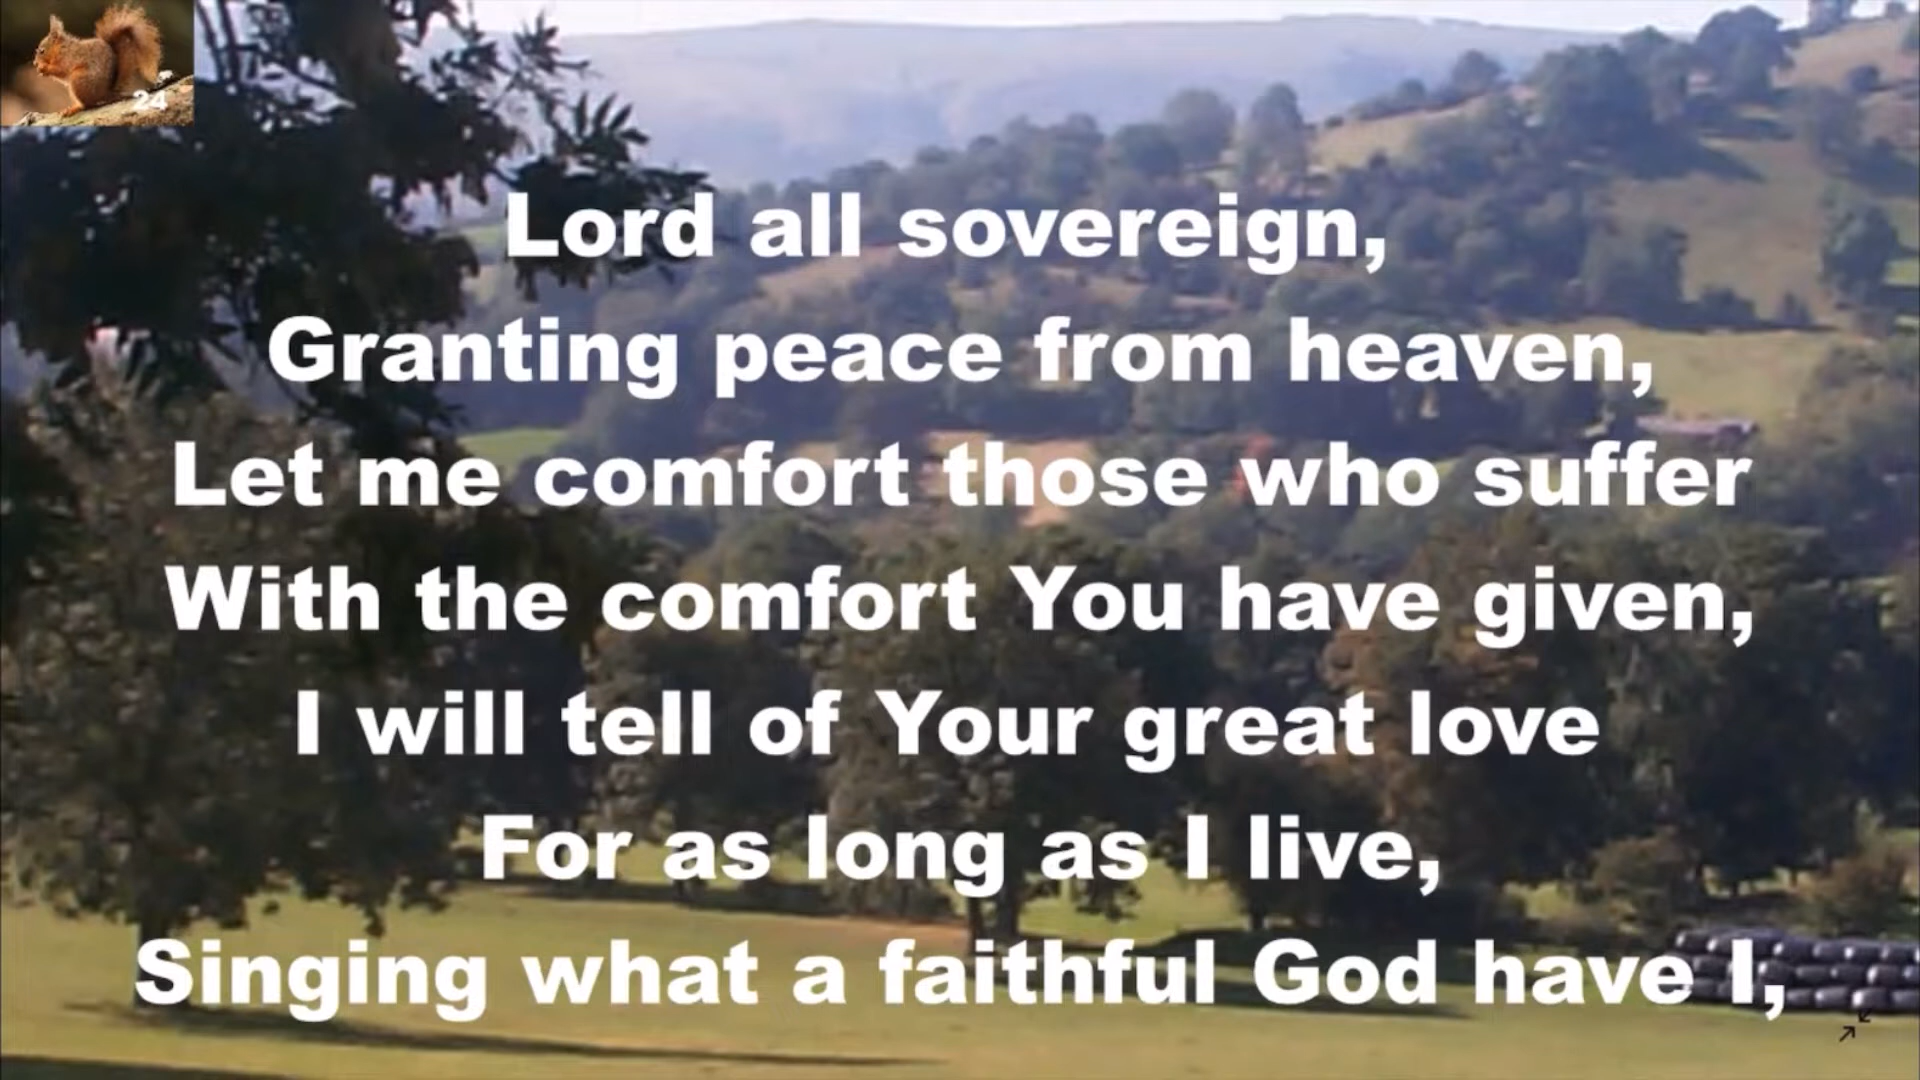 24
Lord all sovereign,
Granting peace from heaven,
Let me comfort those who suffer
With the comfort You have given,
I will tell of Your great love
For as long as I live,
Singing what a faithful God have I,